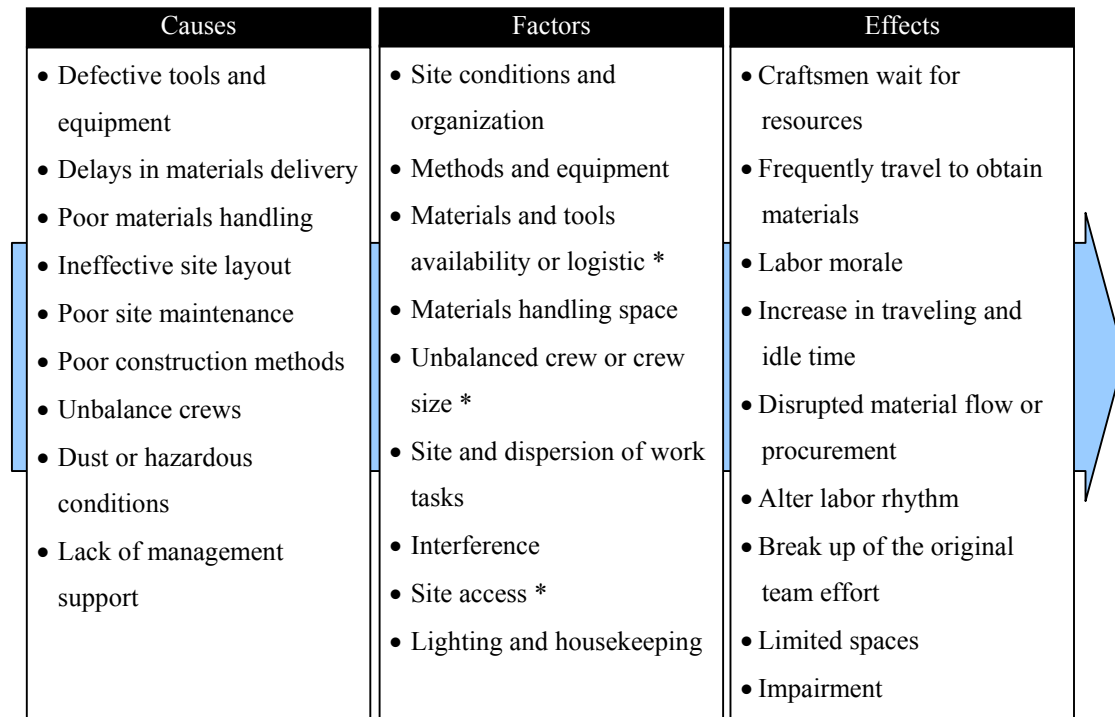 Causes
• Defective tools and
equipment
• Delays in materials delivery
• Poor materials handling
• Ineffective site layout
• Poor site maintenance
• Poor construction methods
• Unbalance crews
• Dust or hazardous
conditions
• Lack of management
support
Factors
• Site conditions and
organization
• Methods and equipment
• Materials and tools
availability or logistic *
• Materials handling space
• Unbalanced crew or crew
size *
• Site and dispersion of work
tasks
• Interference
• Site access *
• Lighting and housekeeping
Effects
• Craftsmen wait for
resources
• Frequently travel to obtain
materials
• Labor morale
• Increase in traveling and
idle time
• Disrupted material flow or
procurement
• Alter labor rhythm
• Break up of the original
team effort
• Limited spaces
• Impairment